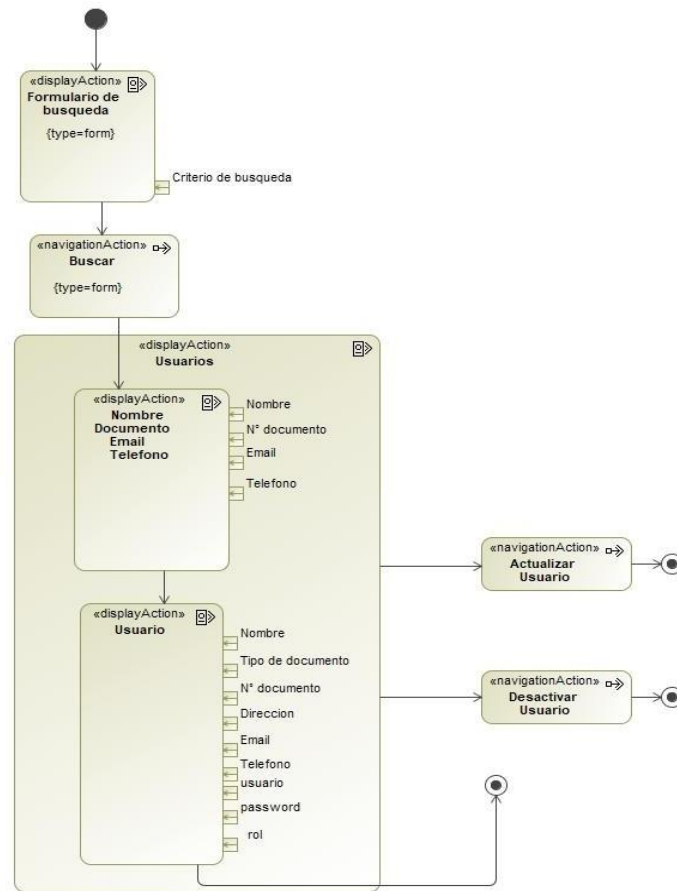 «displayAction»
Formulario de
busqueda
{type=form}
Criterio de busqueda
«navigationAction»
Buscar
{type=form}
«displayAction»
Usuarios
«displayAction»
Nombre
Documento
Email
Telefono
Nombre
N° documento
Email
Telefono
«navigationAction»
Actualizar
Usuario
«displayAction»
Usuario
Nombre
Tipo de documento
N° documento
Direccion
Email
Telefono
usuario
password
rol
«navigationAction»
Desactivar
Usuario